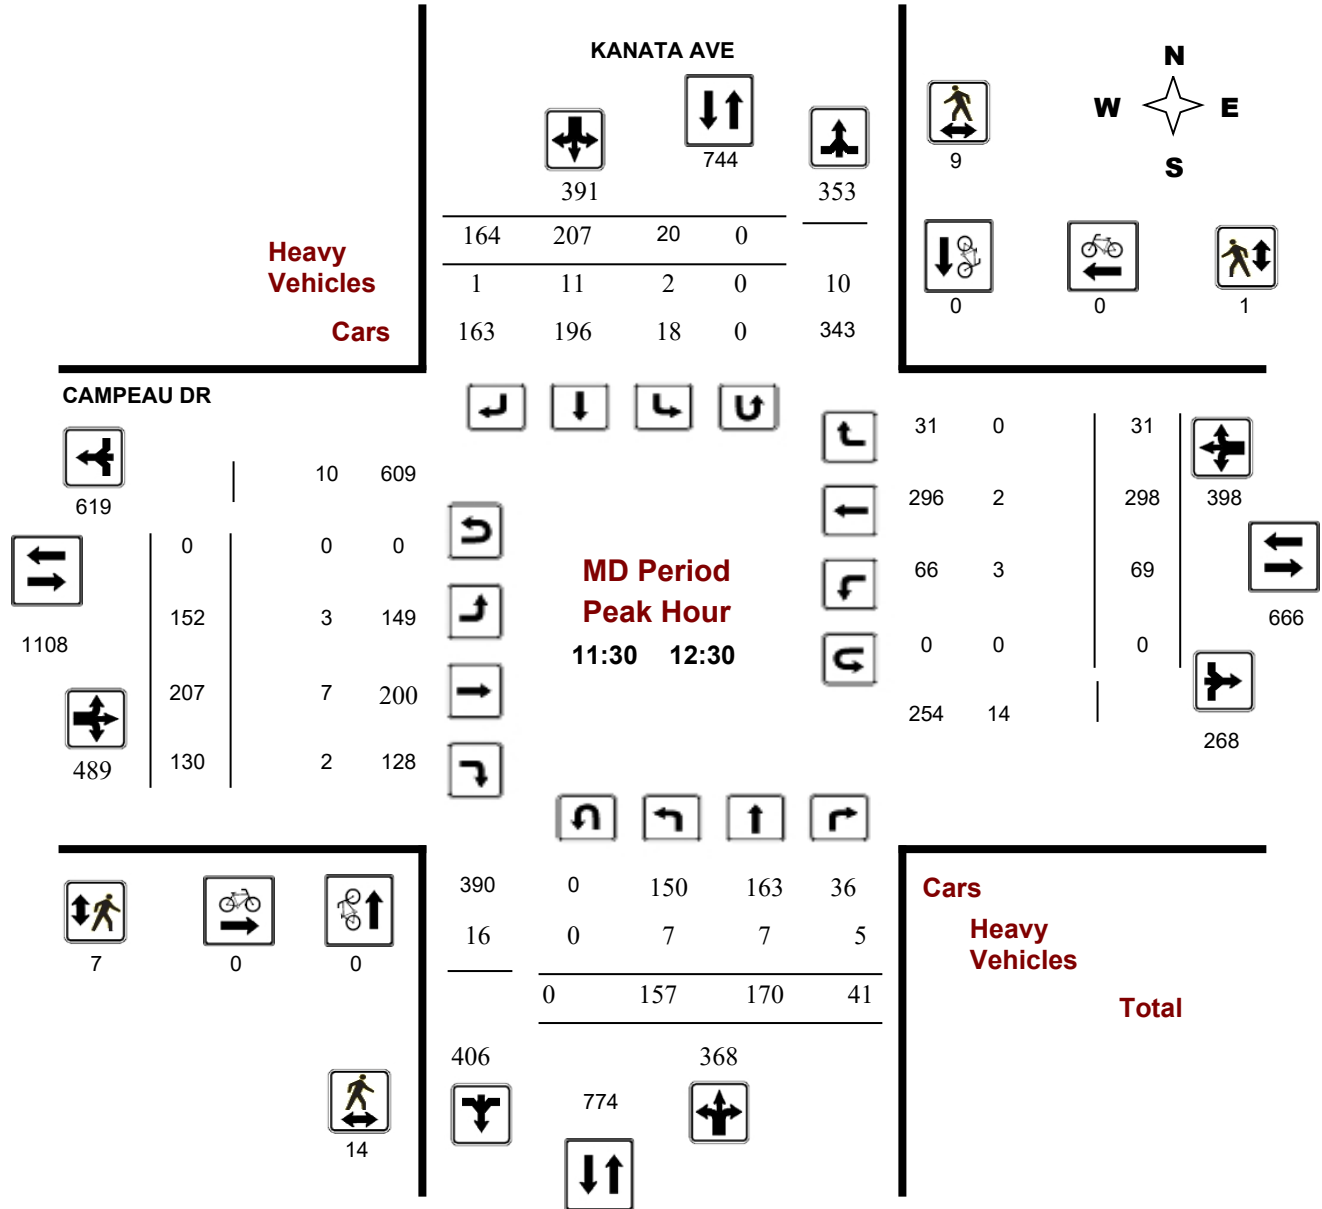 KANATA AVE
N
W E
S
744
9
391 353
164 207 20 0
Heavy
Vehicles
1 11 2 0 10
0 0 1
Cars 163 196 18 0 343
CAMPEAU DR
31 0 31
10 609
619
296 2 298 398
0 0 0
MD Period
66 3 69
Peak Hour
152 3 149
666
1108
11:30 12:30
0 0 0
207 7 200
254 14
268
489 130 2 128
390 0 150 163 36 Cars
16 0 7 7 5 Heavy
Vehicles
7 0 0
0 157 170 41 Total
406 368
774
14